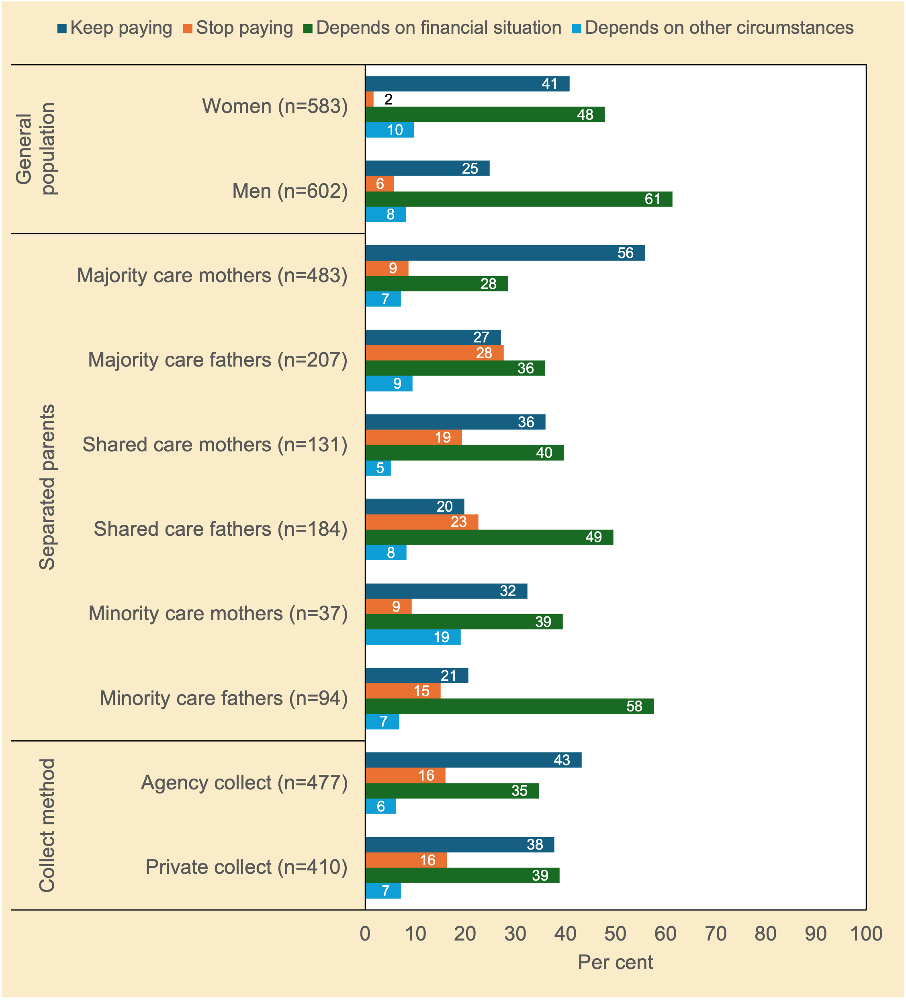 Keep paying Stop paying Depends on financial situation Depends on other circumstances
General
population
Women (n=583)
41
2
48
10
Men (n=602)
25
6
61
8
Separated parents
Majority care mothers (n=483)
56
9
28
7
Majority care fathers (n=207)
27
28
36
9
Shared care mothers (n=131)
36
19
40
5
Shared care fathers (n=184)
20
23
49
8
Minority care mothers (n=37)
32
9
39
19
Minority care fathers (n=94)
21
15
58
7
Collect method
Agency collect (n=477)
43
16
35
6
Private collect (n=410)
38
16
39
7
0 10 20 30 40 50 60 70 80 90 100
Per cent